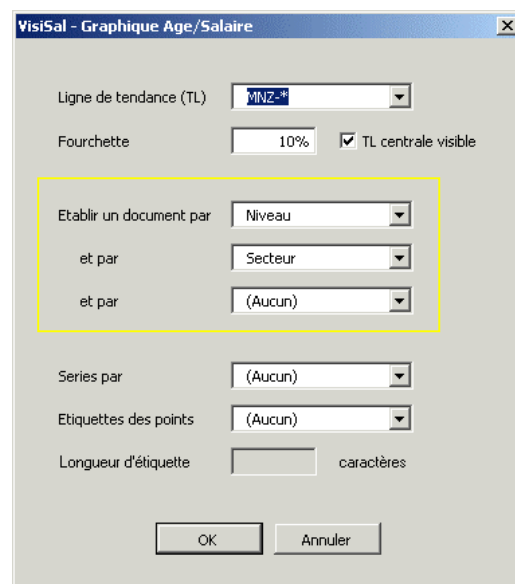 VisiSal - Graphique Age/Salaire
Ligne de tendance (TL) MNZ-*
Fourchette 10% TL centrale visible
Etablir un document par Niveau
et par Secteur
et par (Aucun)
Series par (Aucun)
Etiquettes des points (Aucun)
Longueur d'étiquette caractères
OK Annuler